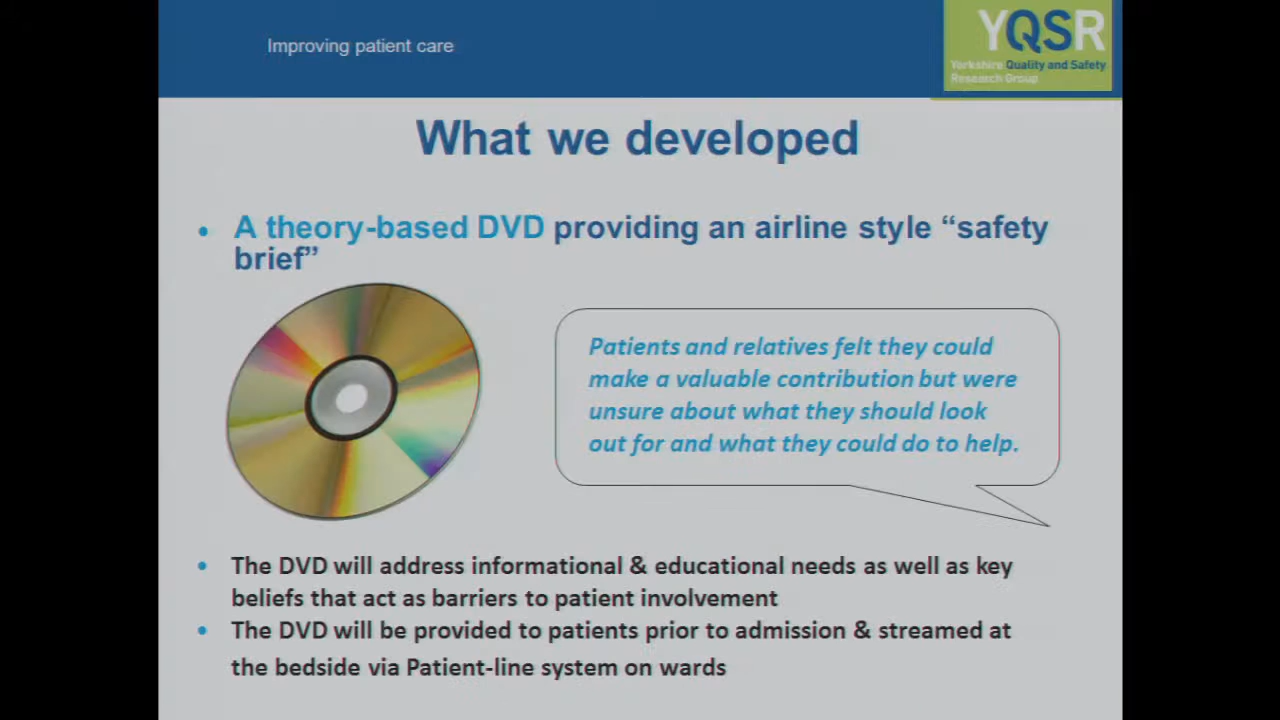 Improving patient care
YQSR
Yorkshire Quality and Safety
Research Group
What we developed
• A theory-based DVD providing an airline style “safety
brief”
Patients and relatives felt they could
make a valuable contribution but were
unsure about what they should look
out for and what they could do to help.
• The DVD will address informational & educational needs as well as key
beliefs that act as barriers to patient involvement
• The DVD will be provided to patients prior to admission & streamed at
the bedside via Patient-line system on wards